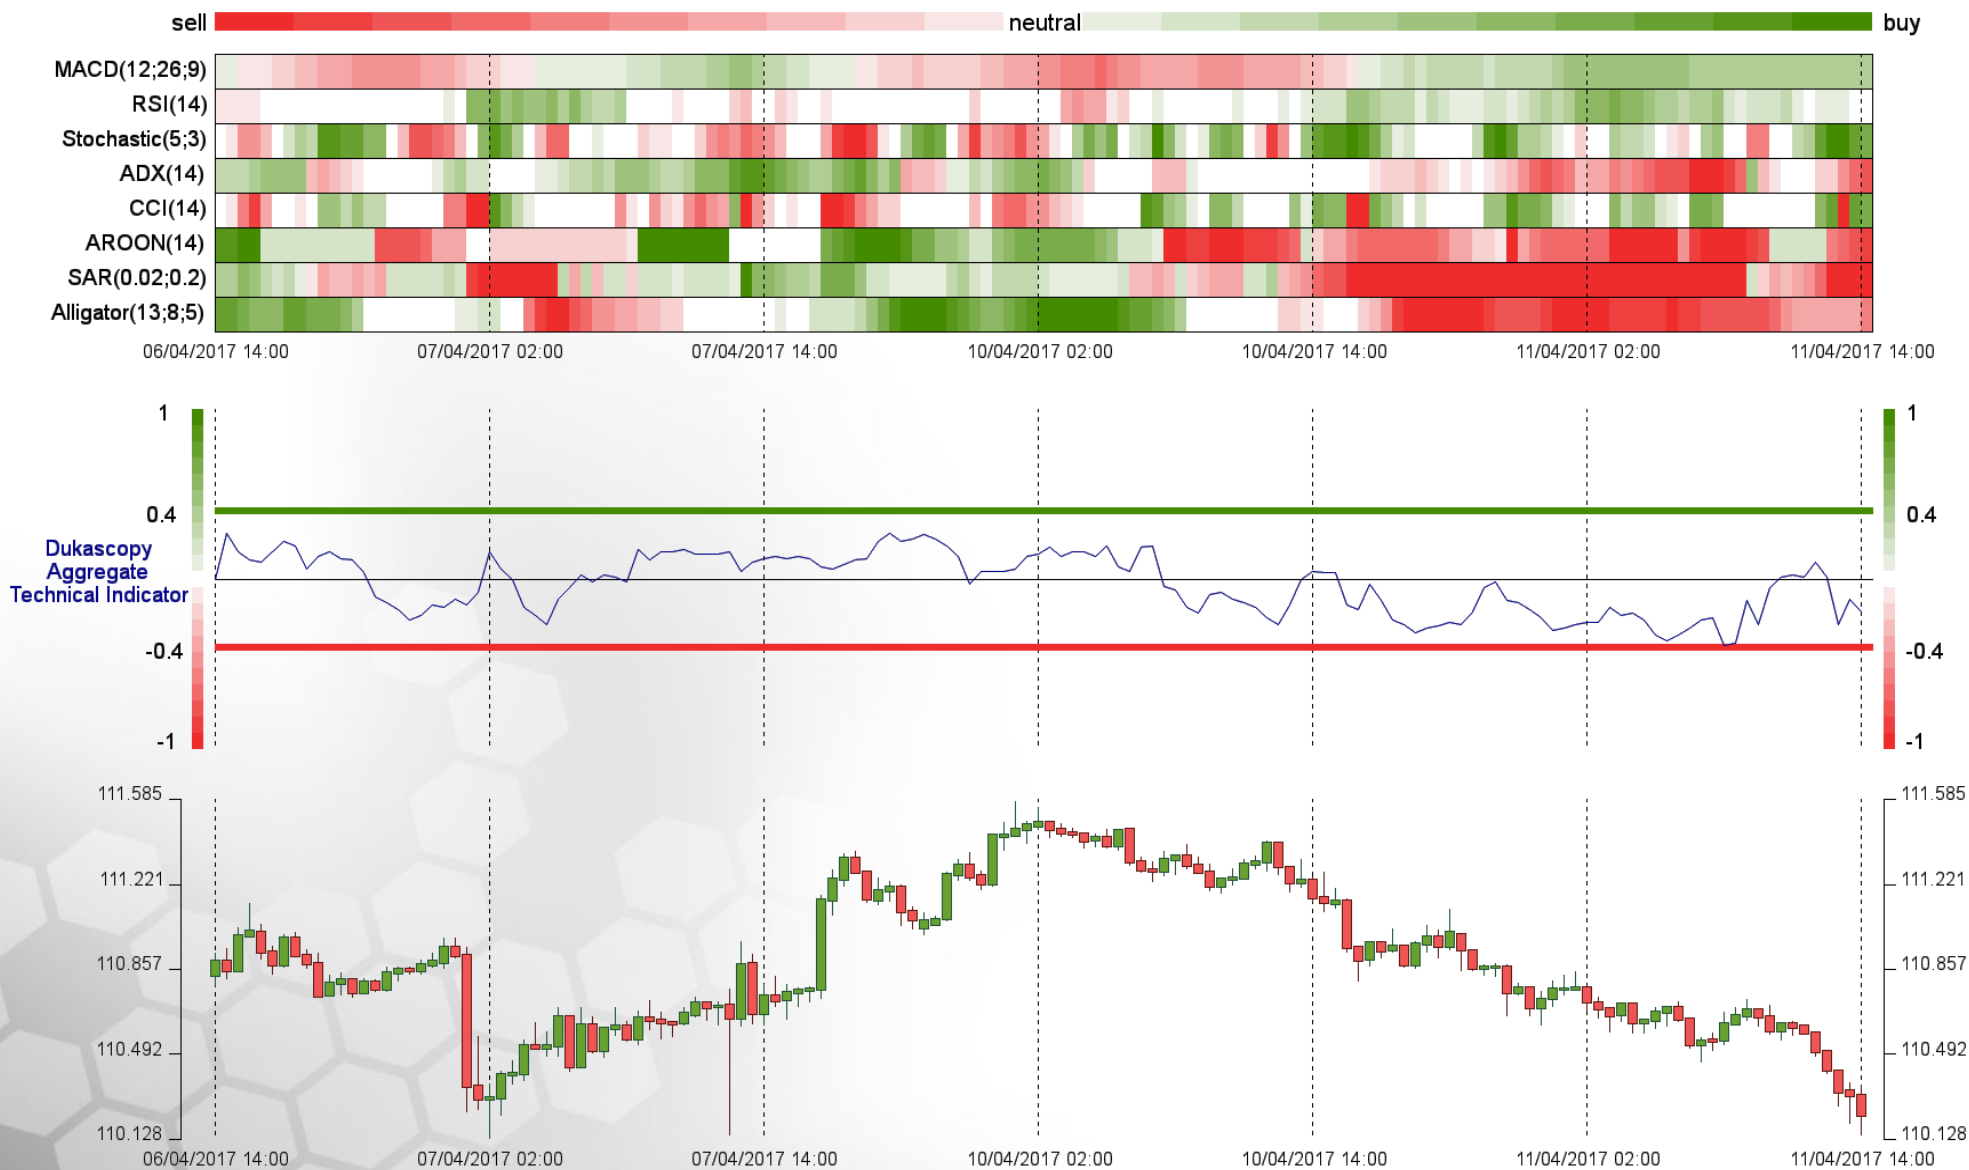 sell neutral buy
MACD(12;26;9)
RSI(14)
Stochastic(5;3)
ADX(14)
CCI(14)
AROON(14)
SAR(0.02;0.2)
Alligator(13;8;5)
06/04/2017 14:00 07/04/2017 02:00 07/04/2017 14:00 10/04/2017 02:00 10/04/2017 14:00 11/04/2017 02:00 11/04/2017 14:00
1 1
0.4 0.4
Dukascopy
Aggregate
Technical Indicator
-0.4 -0.4
-1 -1
111.585 111.585
111.221 111.221
110.857 110.857
110.492 110.492
110.128 110.128
06/04/2017 14:00 07/04/2017 02:00 07/04/2017 14:00 10/04/2017 02:00 10/04/2017 14:00 11/04/2017 02:00 11/04/2017 14:00